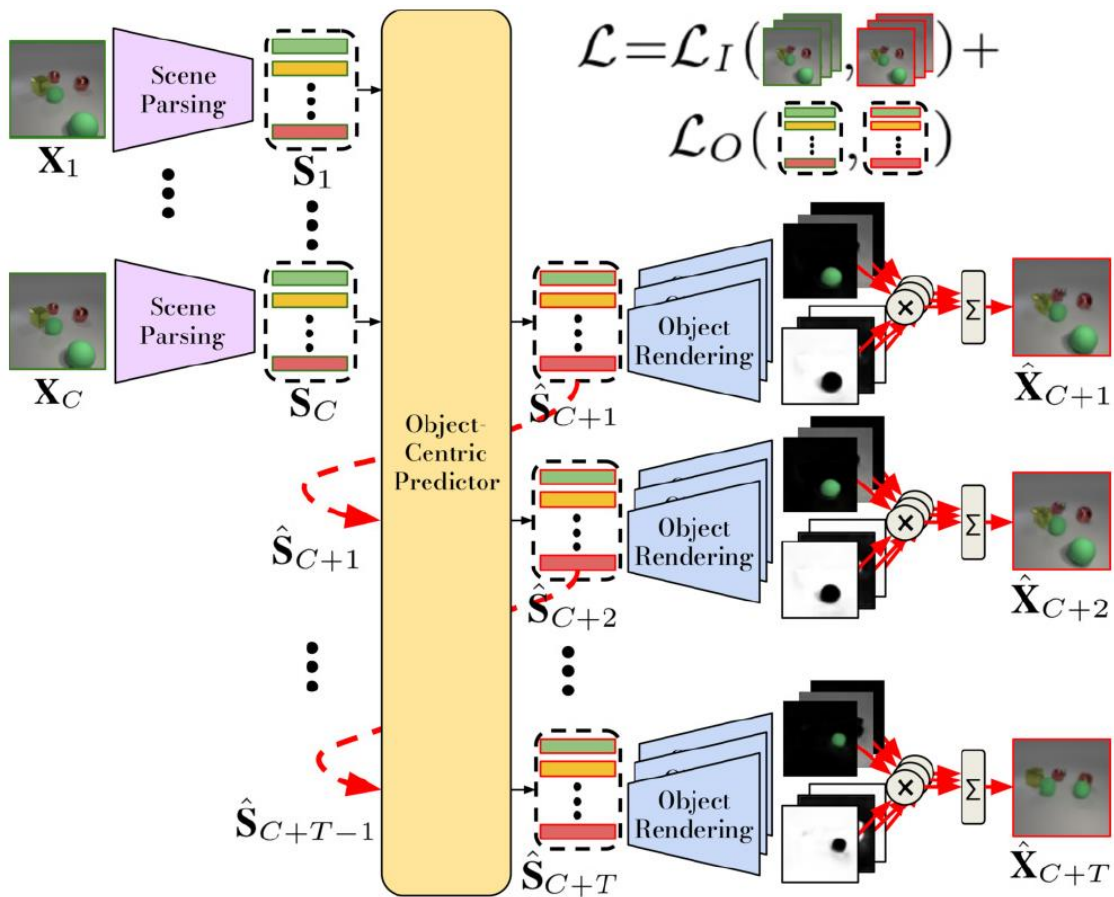 Scene
Parsing
X_1
S_1
Scene
Parsing
X_C
S_C
ℒ=ℒ_I( , )+
ℒ_O( , )
Object-
Centric
Predictor
Ŝ_{C+1}
Ŝ_{C+T−1}
Ŝ_{C+1}
Object
Rendering
×
Σ
X̂_{C+1}
Ŝ_{C+2}
Object
Rendering
×
Σ
X̂_{C+2}
Ŝ_{C+T}
Object
Rendering
×
Σ
X̂_{C+T}